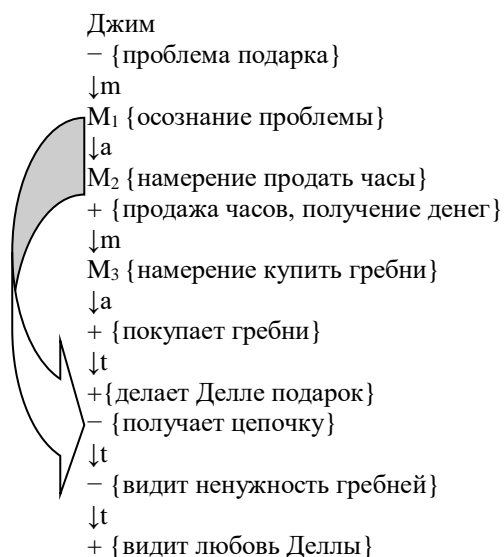 Джим
− {проблема подарка}
↓m
M₁ {осознание проблемы}
↓a
M₂ {намерение продать часы}
+ {продажа часов, получение денег}
↓m
M₃ {намерение купить гребни}
↓a
+ {покупает гребни}
↓t
+{делает Делле подарок}
− {получает цепочку}
↓t
− {видит ненужность гребней}
↓t
+ {видит любовь Деллы}